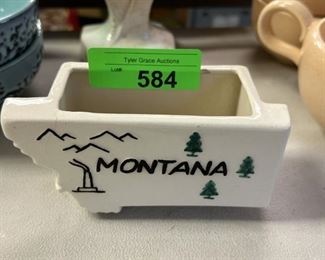 Tyler Grace Auctions
Lot#
584
MONTANA